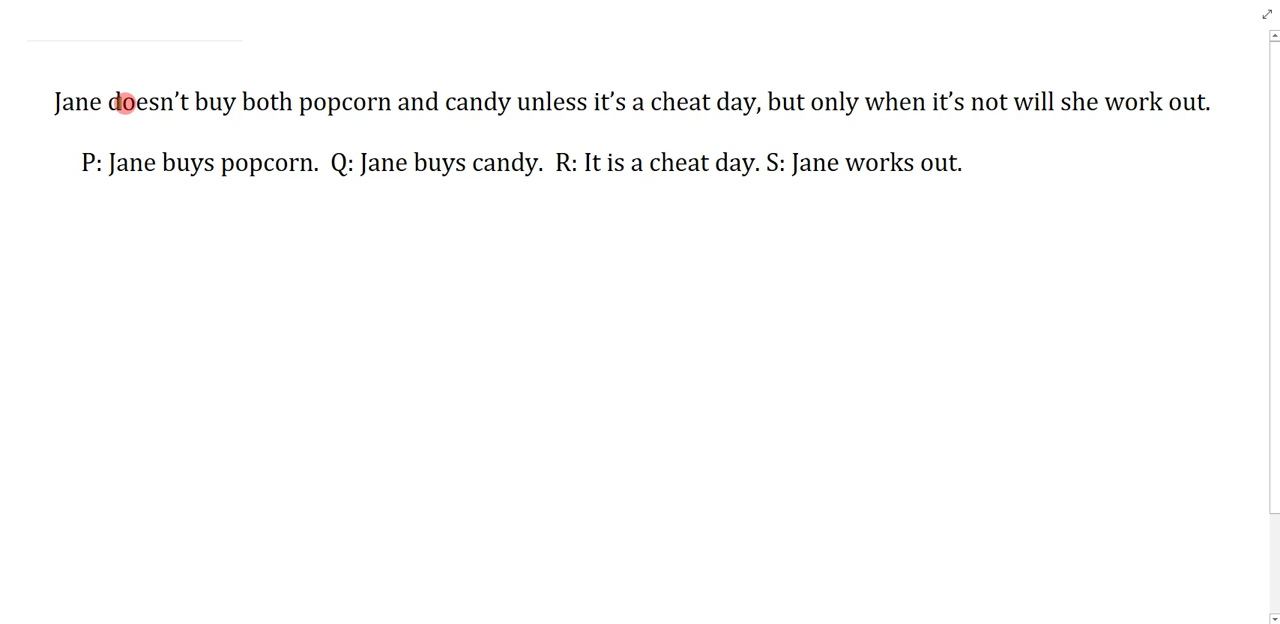 Jane doesn’t buy both popcorn and candy unless it’s a cheat day, but only when it’s not will she work out.
P: Jane buys popcorn. Q: Jane buys candy. R: It is a cheat day. S: Jane works out.